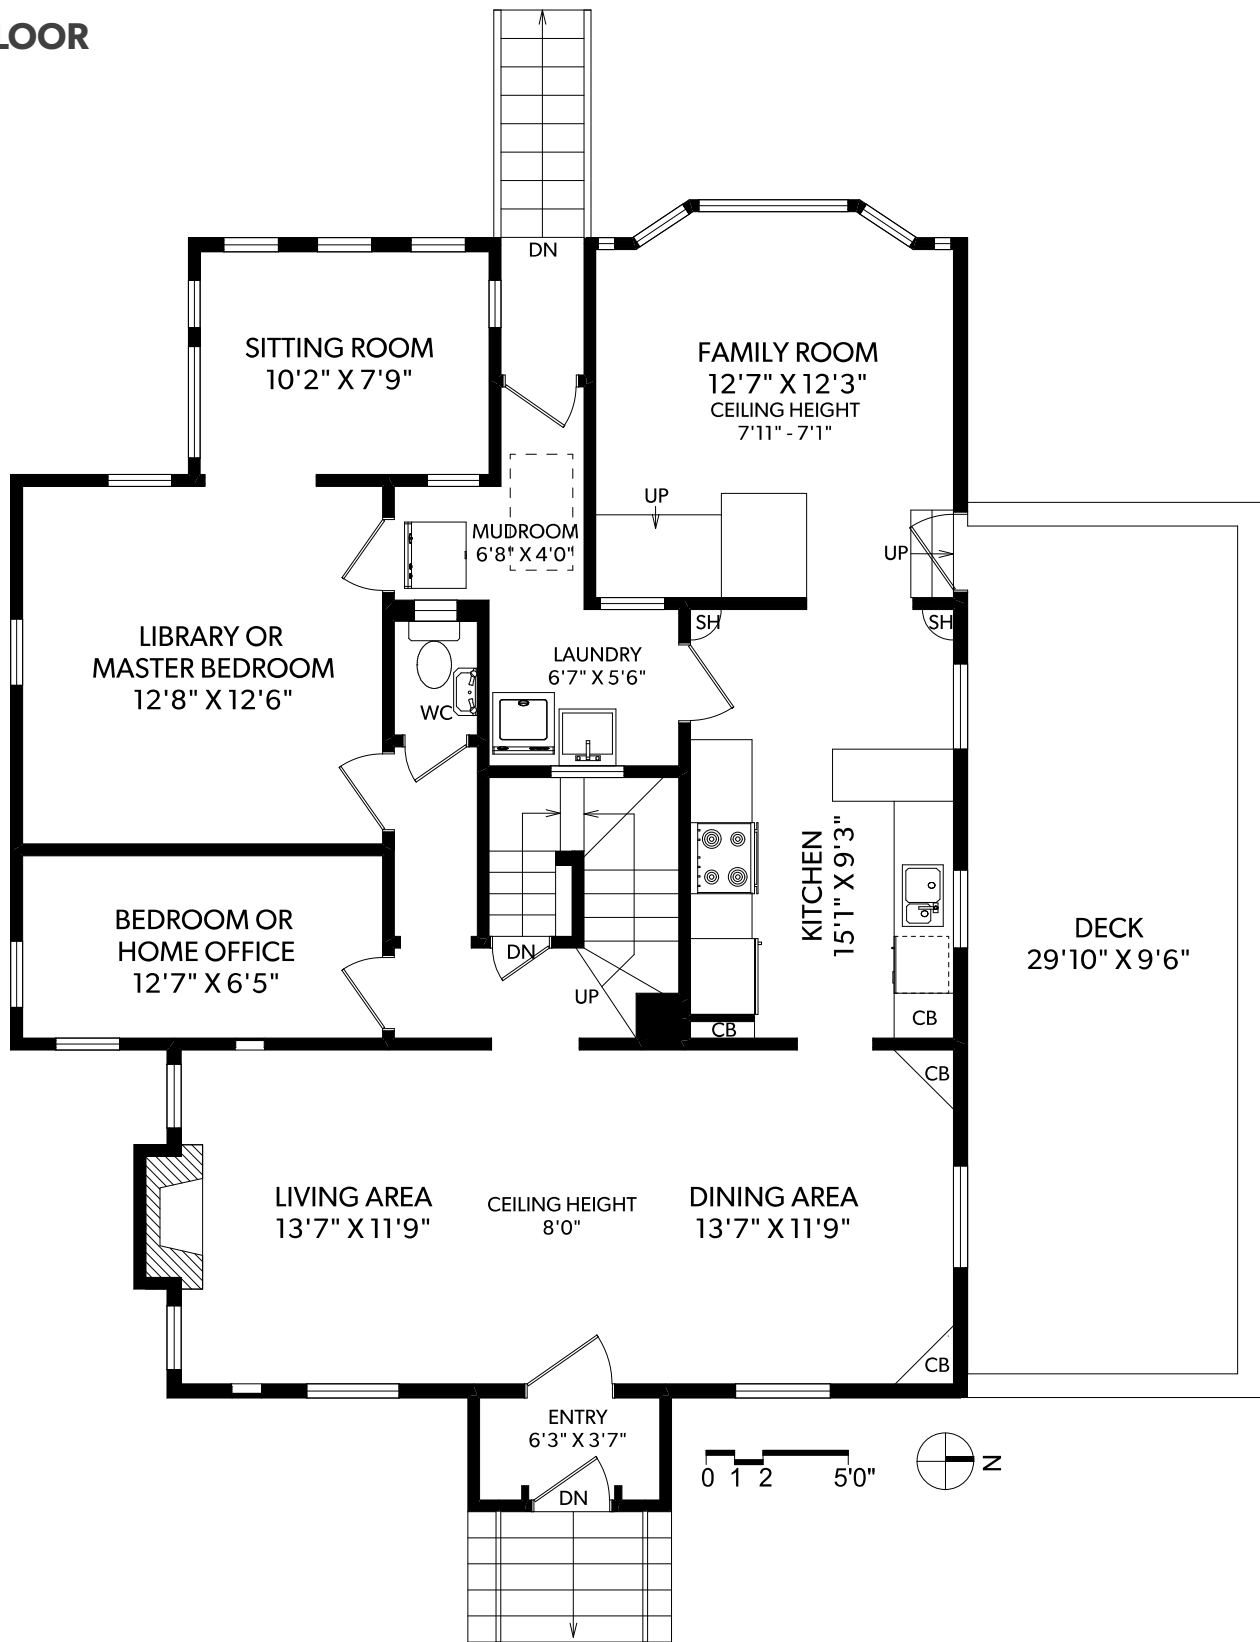 LOOR
DN
SITTING ROOM
10'2" X 7'9"
FAMILY ROOM
12'7" X 12'3"
CEILING HEIGHT
7'11" - 7'1"
UP
MUDROOM
6'8" X 4'0"
UP
LIBRARY OR
MASTER BEDROOM
12'8" X 12'6"
SH
SH
LAUNDRY
6'7" X 5'6"
WC
KITCHEN
15'1" X 9'3"
BEDROOM OR
HOME OFFICE
12'7" X 6'5"
DECK
29'10" X 9'6"
DN
UP
CB
CB
CB
LIVING AREA
13'7" X 11'9"
CEILING HEIGHT
8'0"
DINING AREA
13'7" X 11'9"
CB
ENTRY
6'3" X 3'7"
DN
0 1 2 5'0"
N